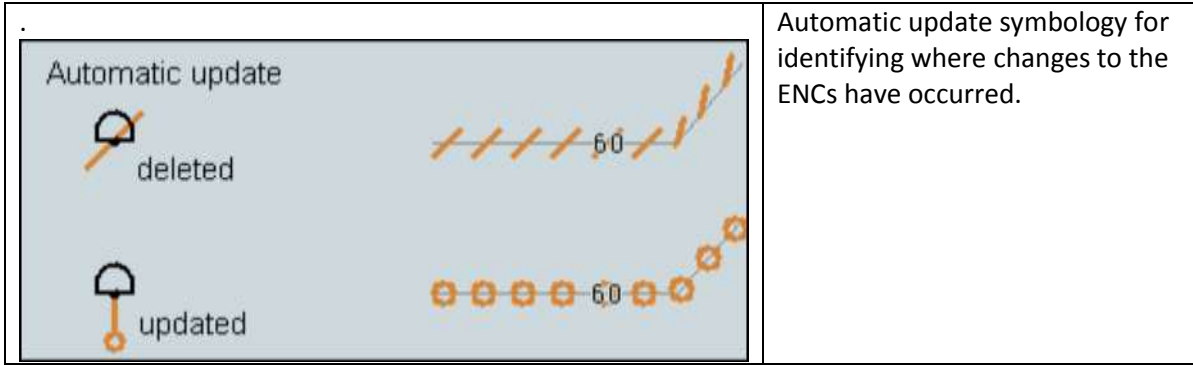 .
Automatic update
deleted
60
updated
60
Automatic update symbology for
identifying where changes to the
ENCs have occurred.